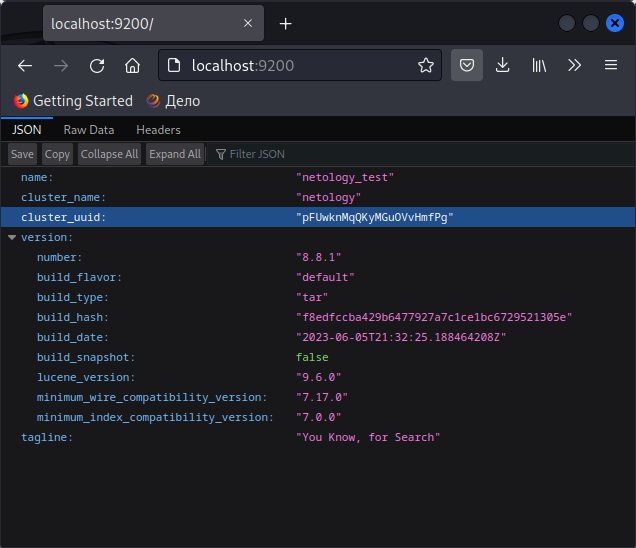 localhost:9200/
localhost:9200
Getting Started Дело
JSON Raw Data Headers
Save Copy Collapse All Expand All Filter JSON
name: "netology_test"
cluster_name: "netology"
cluster_uuid: "pFUwknMqQKyMGuOVvHmfPg"
version:
number: "8.8.1"
build_flavor: "default"
build_type: "tar"
build_hash: "f8edfccba429b6477927a7c1ce1bc6729521305e"
build_date: "2023-06-05T21:32:25.188464208Z"
build_snapshot: false
lucene_version: "9.6.0"
minimum_wire_compatibility_version: "7.17.0"
minimum_index_compatibility_version: "7.0.0"
tagline: "You Know, for Search"